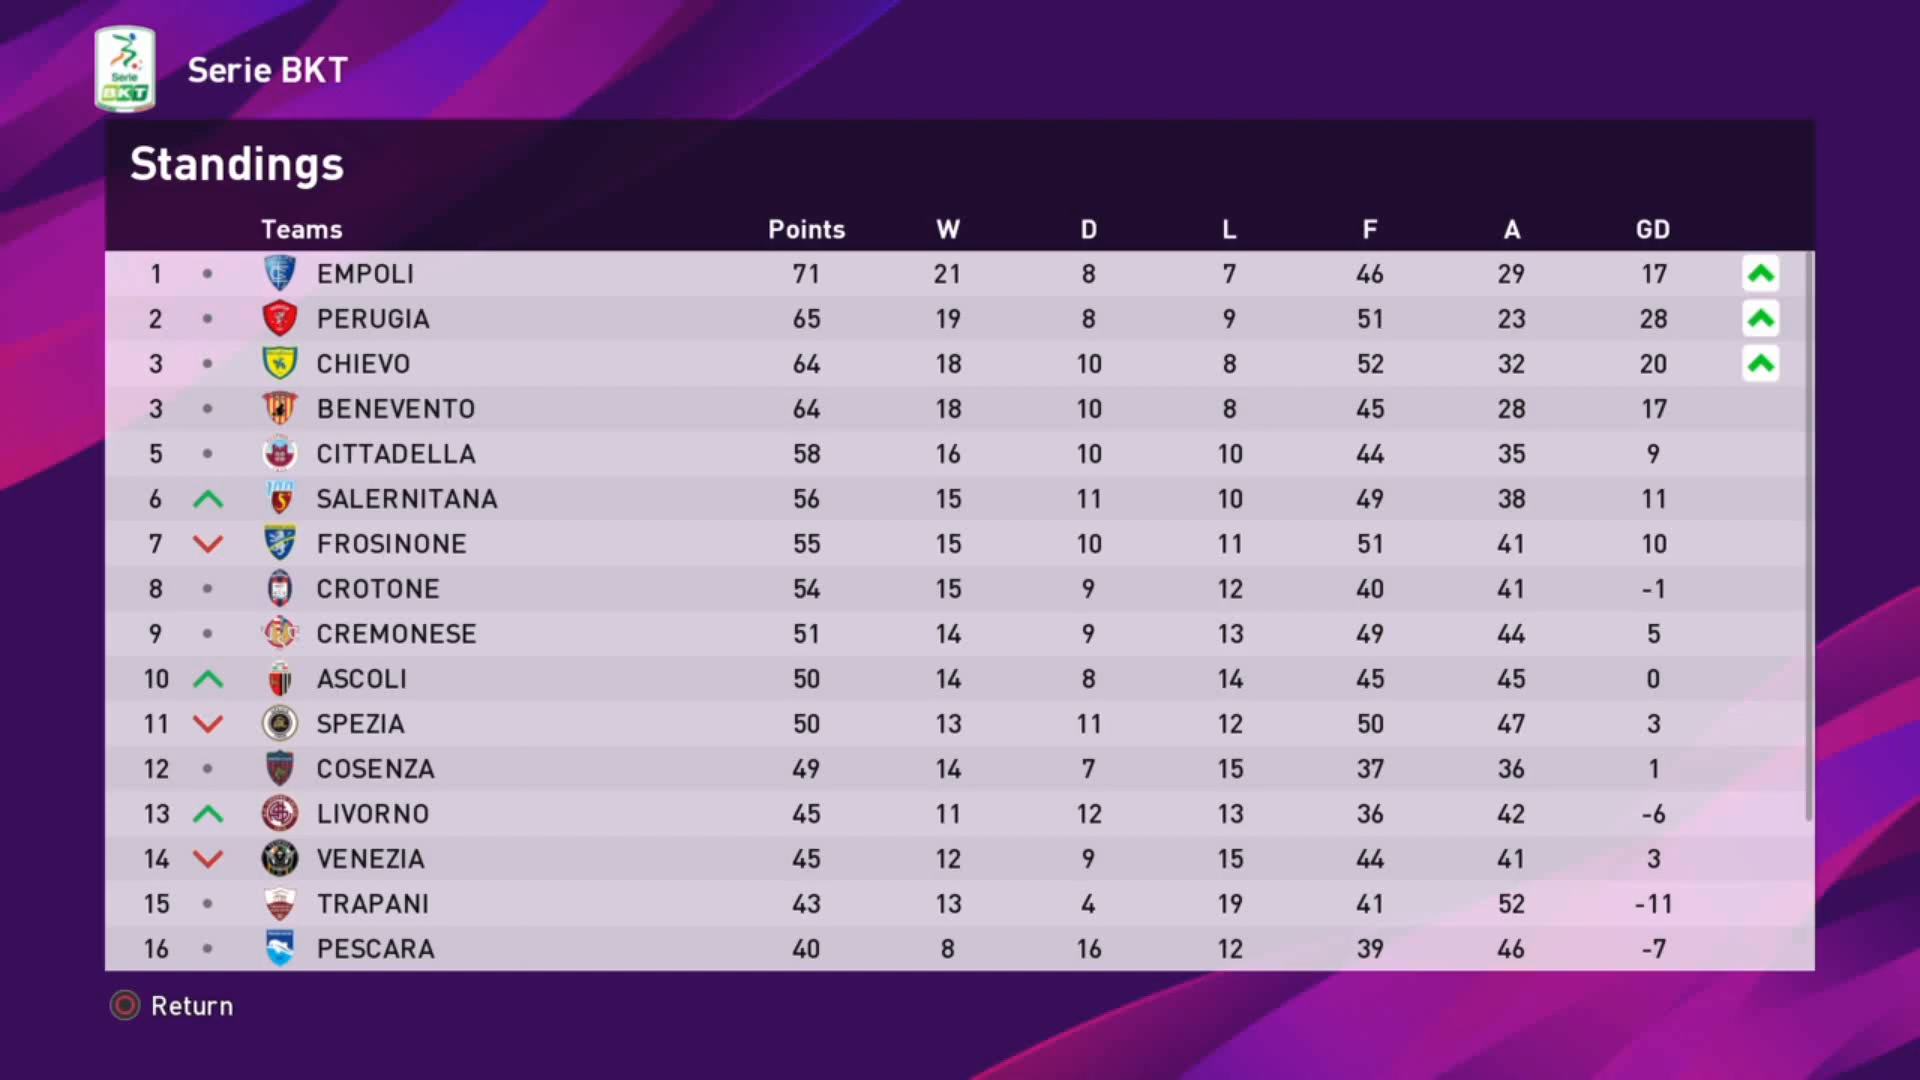 Serie BKT
Serie BKT
Standings
Teams Points W D L F A GD
1 EMPOLI 71 21 8 7 46 29 17
2 PERUGIA 65 19 8 9 51 23 28
3 CHIEVO 64 18 10 8 52 32 20
3 BENEVENTO 64 18 10 8 45 28 17
5 CITTADELLA 58 16 10 10 44 35 9
6 SALERNITANA 56 15 11 10 49 38 11
7 FROSINONE 55 15 10 11 51 41 10
8 CROTONE 54 15 9 12 40 41 -1
9 CREMONESE 51 14 9 13 49 44 5
10 ASCOLI 50 14 8 14 45 45 0
11 SPEZIA 50 13 11 12 50 47 3
12 COSENZA 49 14 7 15 37 36 1
13 LIVORNO 45 11 12 13 36 42 -6
14 VENEZIA 45 12 9 15 44 41 3
15 TRAPANI 43 13 4 19 41 52 -11
16 PESCARA 40 8 16 12 39 46 -7
Return